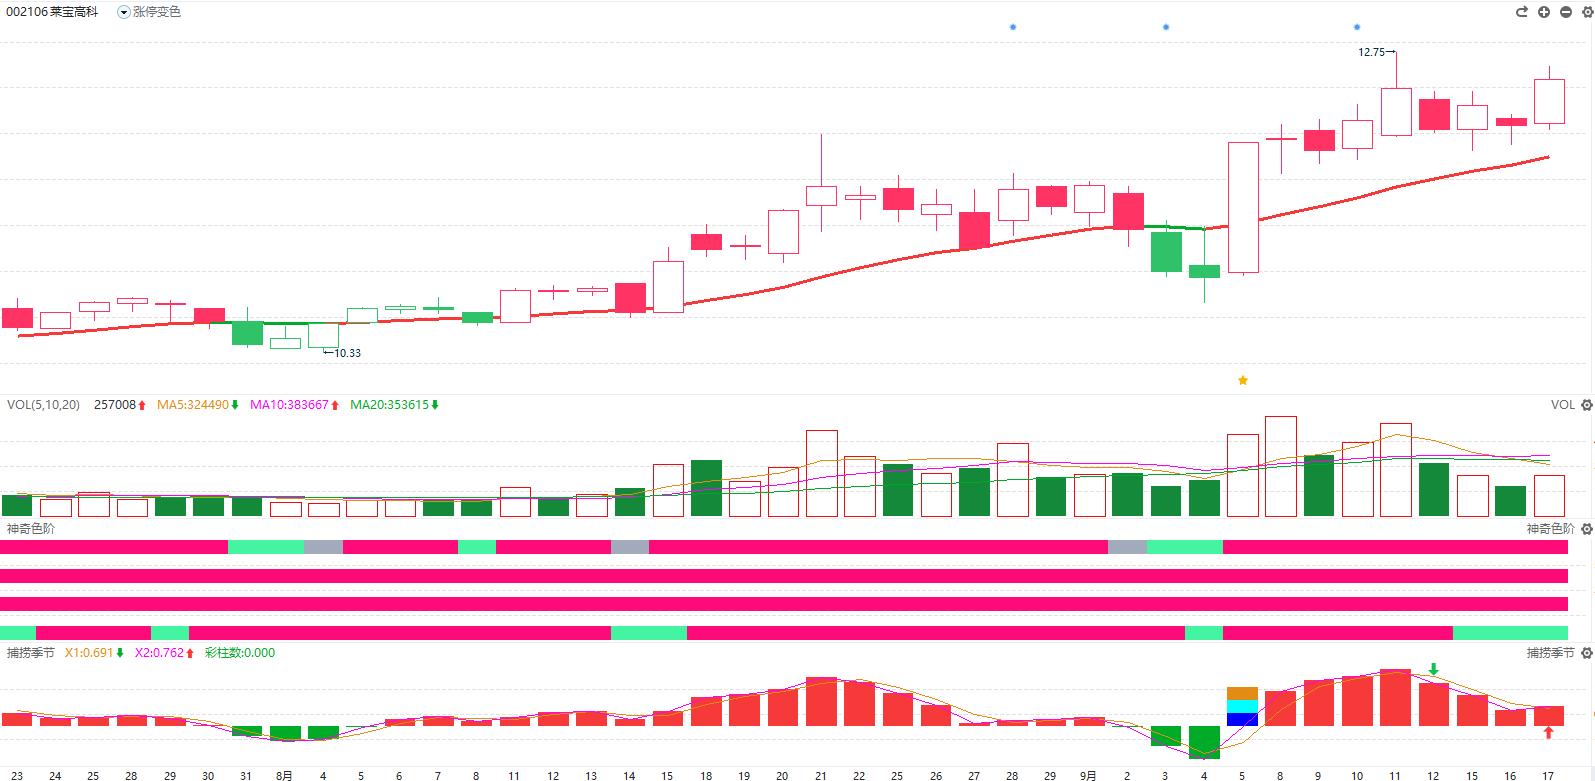 002106 莱宝高科 涨停变色
12.75
10.33
VOL(5,10,20) 257008 MA5:324490 MA10:383667 MA20:353615 VOL
神奇色阶 神奇色阶
捕捞季节 X1:0.691 X2:0.762 彩柱数:0.000 捕捞季节
23 24 25 28 29 30 31 8月 4 5 6 7 8 11 12 13 14 15 18 19 20 21 22 25 26 27 28 29 9月 2 3 4 5 8 9 10 11 12 15 16 17